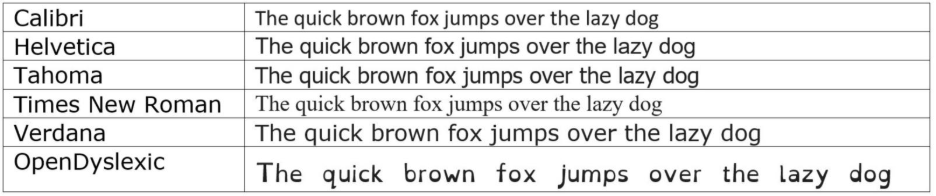 Calibri The quick brown fox jumps over the lazy dog
Helvetica The quick brown fox jumps over the lazy dog
Tahoma The quick brown fox jumps over the lazy dog
Times New Roman The quick brown fox jumps over the lazy dog
Verdana The quick brown fox jumps over the lazy dog
OpenDyslexic The quick brown fox jumps over the lazy dog